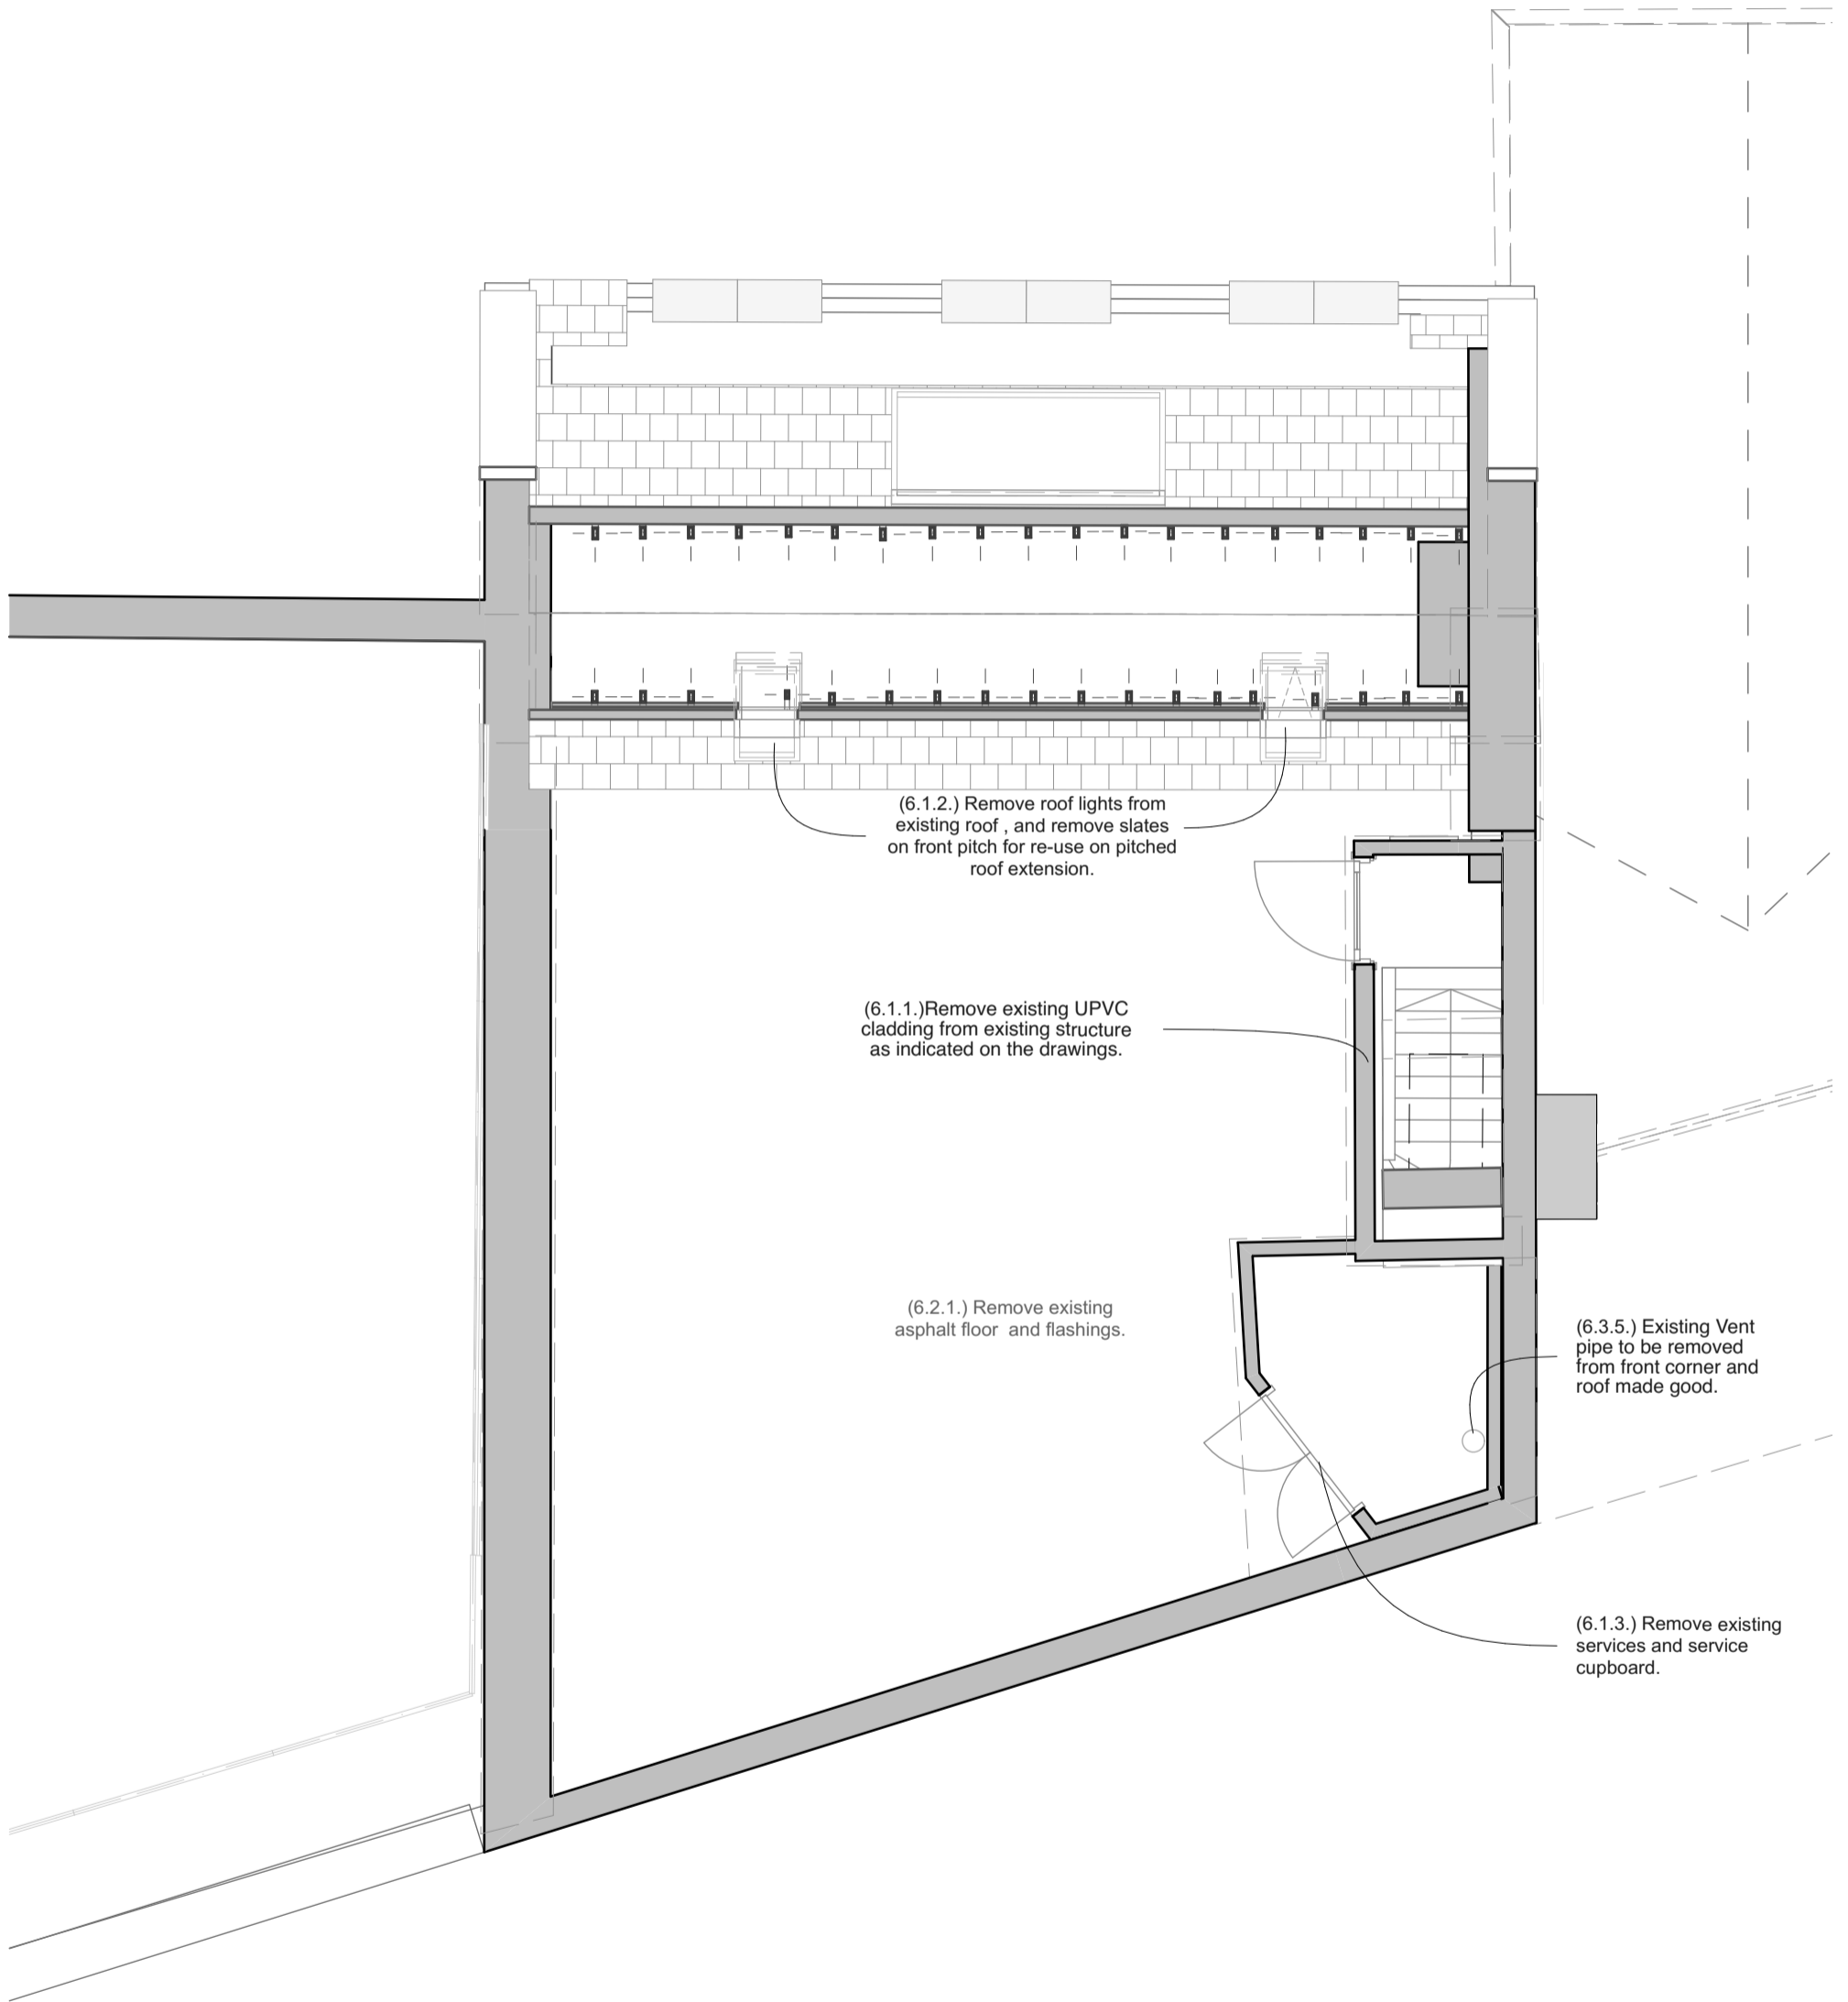 (6.1.2.) Remove roof lights from
existing roof , and remove slates
on front pitch for re-use on pitched
roof extension.
(6.1.1.)Remove existing UPVC
cladding from existing structure
as indicated on the drawings.
(6.2.1.) Remove existing
asphalt floor  and flashings.
(6.3.5.) Existing Vent
pipe to be removed
from front corner and
roof made good.
(6.1.3.) Remove existing
services and service
cupboard.